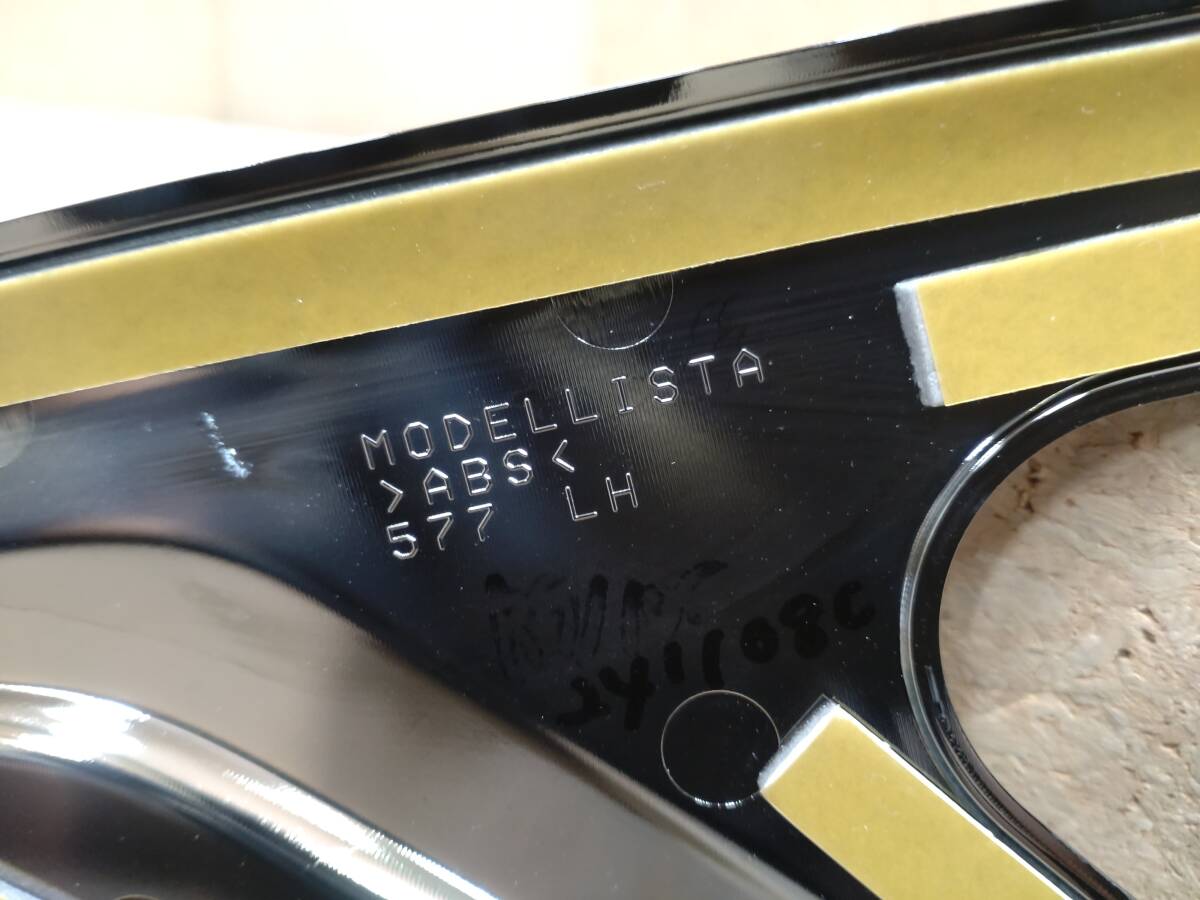 MODELLISTA
>ABS<
577 LH